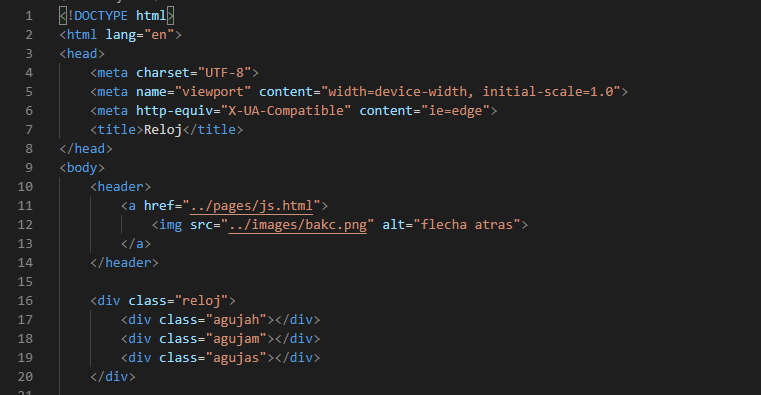 1 <!DOCTYPE html>
2 <html lang="en">
3 <head>
4     <meta charset="UTF-8">
5     <meta name="viewport" content="width=device-width, initial-scale=1.0">
6     <meta http-equiv="X-UA-Compatible" content="ie=edge">
7     <title>Reloj</title>
8 </head>
9 <body>
10     <header>
11         <a href="../pages/js.html">
12             <img src="../images/bakc.png" alt="flecha atras">
13         </a>
14     </header>
15
16     <div class="reloj">
17         <div class="agujah"></div>
18         <div class="agujam"></div>
19         <div class="agujas"></div>
20     </div>